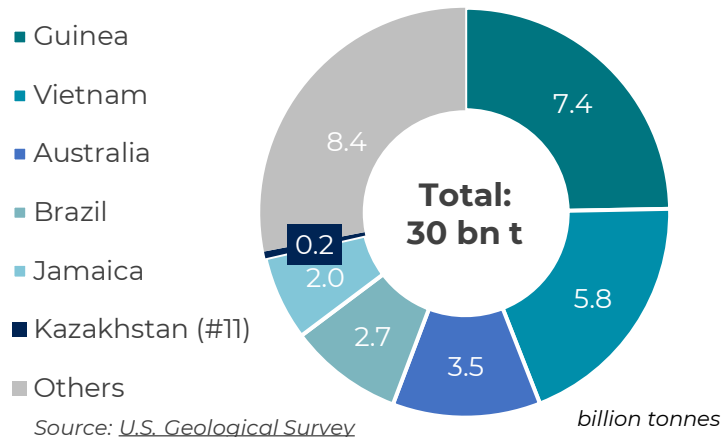 Guinea
Vietnam
Australia
Brazil
Jamaica
Kazakhstan (#11)
Others
7.4
5.8
3.5
2.7
2.0
0.2
8.4
Total:
30 bn t
billion tonnes
Source: U.S. Geological Survey